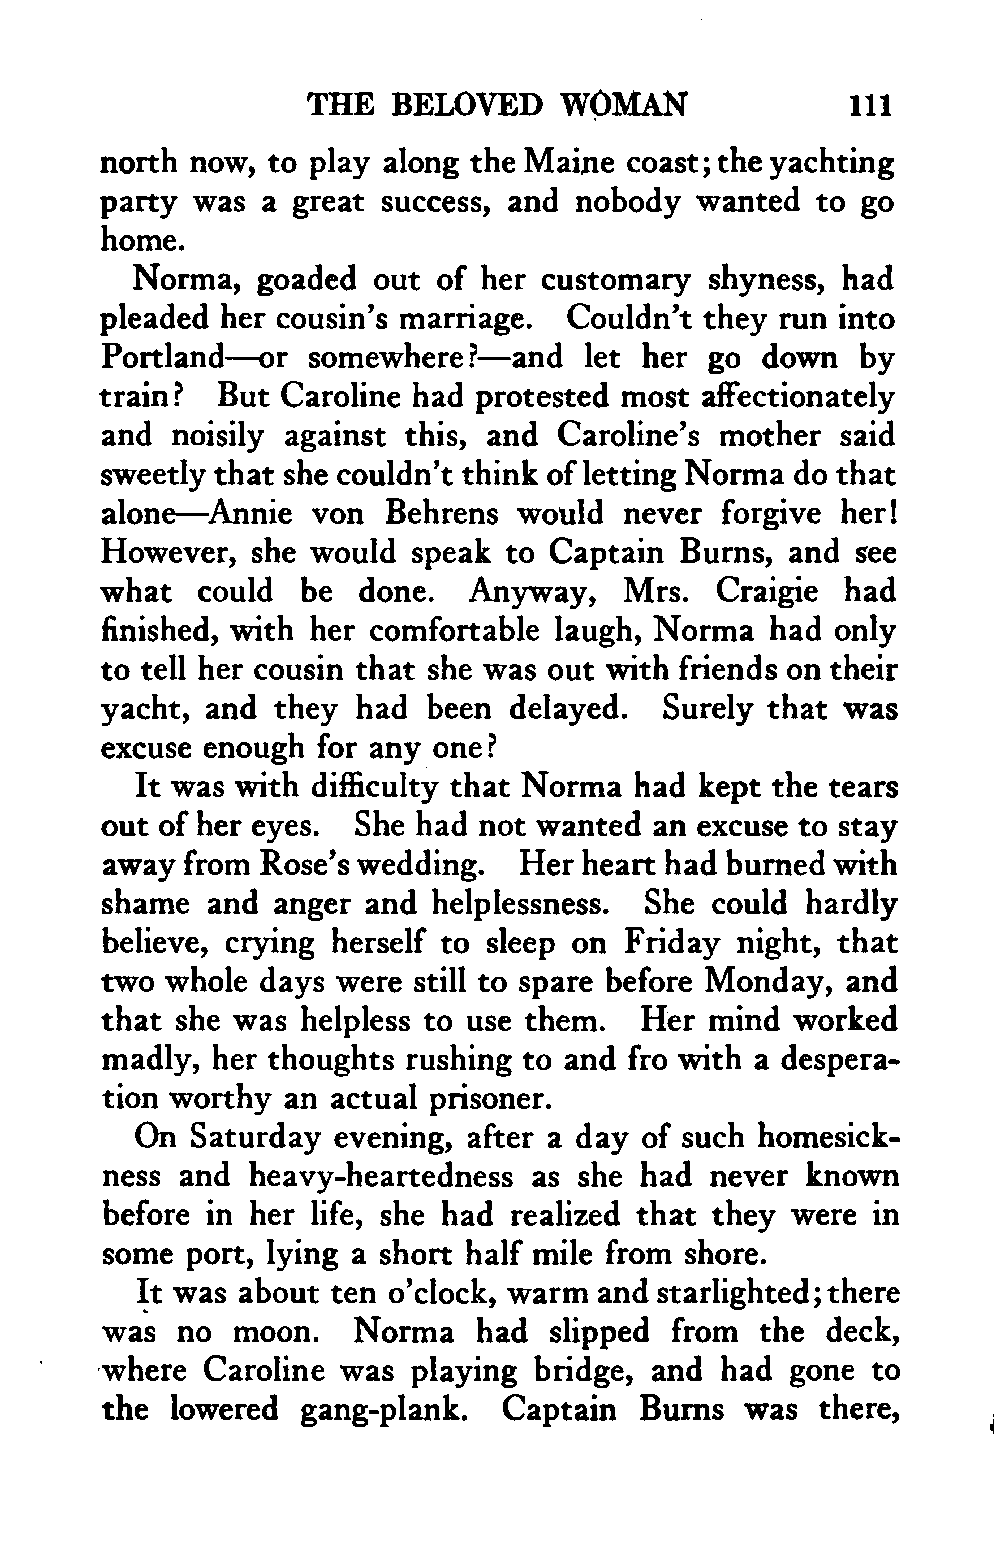 THE BELOVED WOMAN 111
north now, to play along the Maine coast; the yachting
party was a great success, and nobody wanted to go
home.
Norma, goaded out of her customary shyness, had
pleaded her cousin's marriage. Couldn't they run into
Portland—or somewhere?—and let her go down by
train? But Caroline had protested most affectionately
and noisily against this, and Caroline's mother said
sweetly that she couldn't think of letting Norma do that
alone—Annie von Behrens would never forgive her!
However, she would speak to Captain Burns, and see
what could be done. Anyway, Mrs. Craigie had
finished, with her comfortable laugh, Norma had only
to tell her cousin that she was out with friends on their
yacht, and they had been delayed. Surely that was
excuse enough for any one?
It was with difficulty that Norma had kept the tears
out of her eyes. She had not wanted an excuse to stay
away from Rose's wedding. Her heart had burned with
shame and anger and helplessness. She could hardly
believe, crying herself to sleep on Friday night, that
two whole days were still to spare before Monday, and
that she was helpless to use them. Her mind worked
madly, her thoughts rushing to and fro with a despera-
tion worthy an actual prisoner.
On Saturday evening, after a day of such homesick-
ness and heavy-heartedness as she had never known
before in her life, she had realized that they were in
some port, lying a short half mile from shore.
It was about ten o'clock, warm and starlighted; there
was no moon. Norma had slipped from the deck,
where Caroline was playing bridge, and had gone to
the lowered gang-plank. Captain Burns was there,